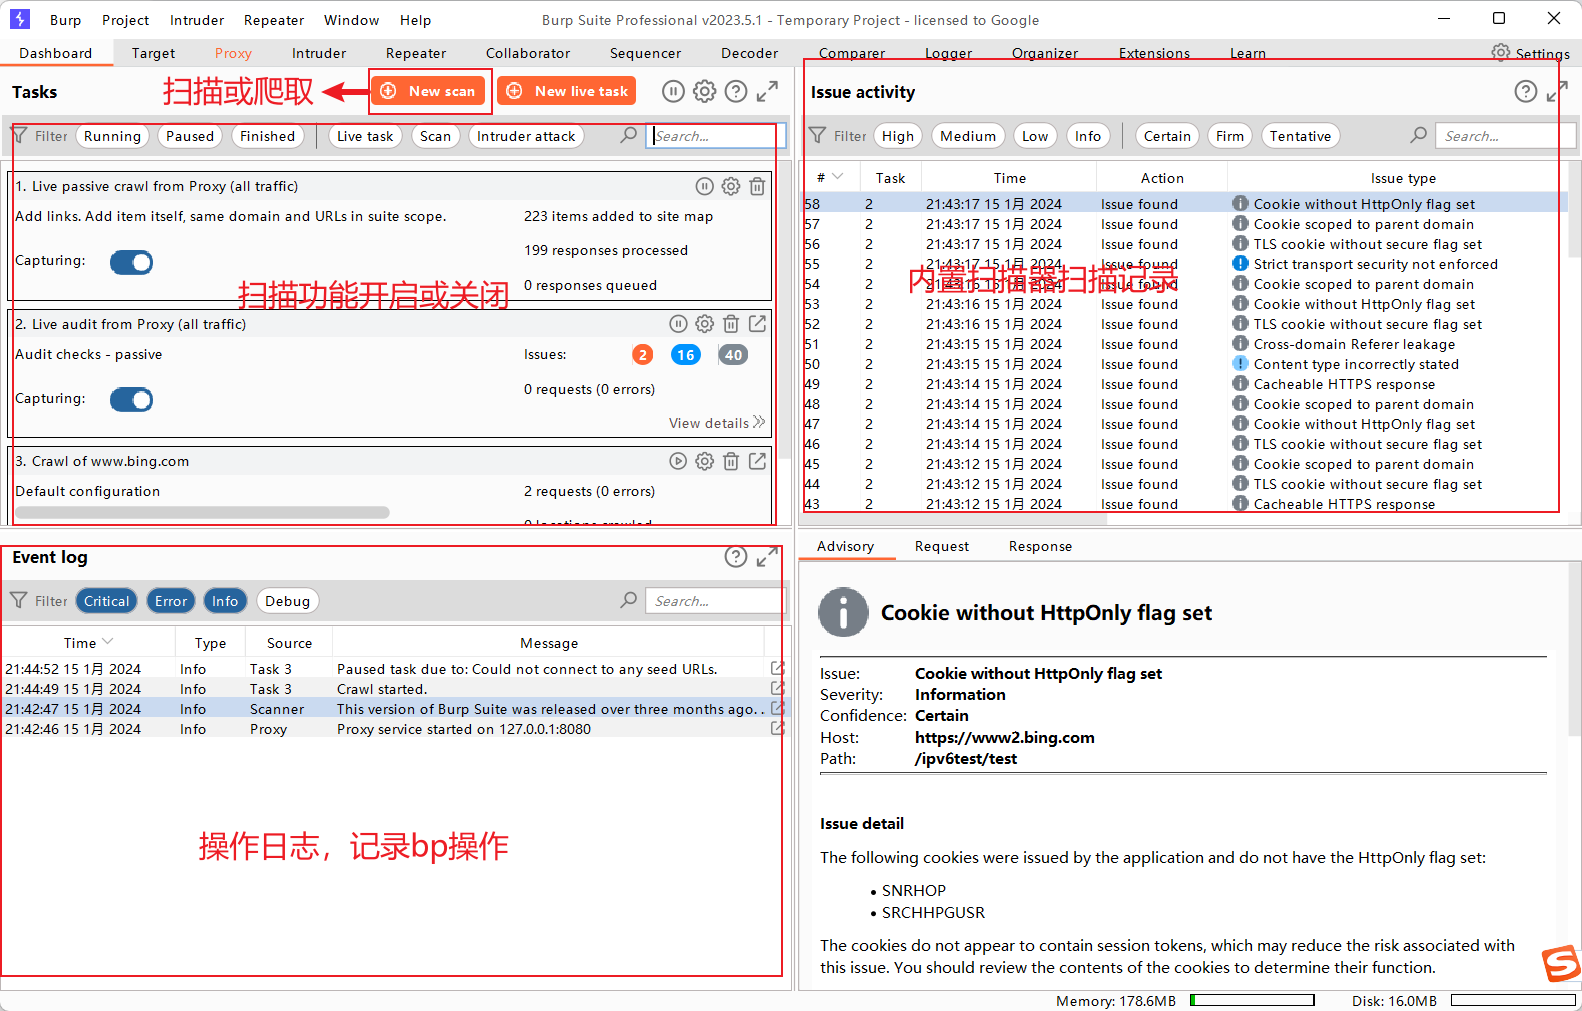 Burp Project Intruder Repeater Window Help Burp Suite Professional v2023.5.1 - Temporary Project - licensed to Google
Dashboard Target Proxy Intruder Repeater Collaborator Sequencer Decoder Comparer Logger Organizer Extensions Learn Settings
Tasks 扫描或爬取 New scan New live task
Filter Running Paused Finished Live task Scan Intruder attack Search...
1. Live passive crawl from Proxy (all traffic)
Add links. Add item itself, same domain and URLs in suite scope. 223 items added to site map
199 responses processed
Capturing:
0 responses queued
扫描功能开启或关闭
2. Live audit from Proxy (all traffic)
Audit checks - passive Issues: 2 16 40
0 requests (0 errors)
Capturing:
View details
3. Crawl of www.bing.com
Default configuration 2 requests (0 errors)
0 locations crawled
Event log
Filter Critical Error Info Debug Search...
Time Type Source Message
21:44:52 15 1月 2024 Info Task 3 Paused task due to: Could not connect to any seed URLs.
21:44:49 15 1月 2024 Info Task 3 Crawl started.
21:42:47 15 1月 2024 Info Scanner This version of Burp Suite was released over three months ago. .
21:42:46 15 1月 2024 Info Proxy Proxy service started on 127.0.0.1:8080
操作日志，记录bp操作
Issue activity
Filter High Medium Low Info Certain Firm Tentative Search...
# Task Time Action Issue type
58 2 21:43:17 15 1月 2024 Issue found Cookie without HttpOnly flag set
57 2 21:43:17 15 1月 2024 Issue found Cookie scoped to parent domain
56 2 21:43:17 15 1月 2024 Issue found TLS cookie without secure flag set
55 2 21:43:17 15 1月 2024 Issue found Strict transport security not enforced
内置扫描器扫描记录
54 2 21:43:16 15 1月 2024 Issue found Cookie scoped to parent domain
53 2 21:43:16 15 1月 2024 Issue found Cookie without HttpOnly flag set
52 2 21:43:16 15 1月 2024 Issue found TLS cookie without secure flag set
51 2 21:43:15 15 1月 2024 Issue found Cross-domain Referer leakage
50 2 21:43:15 15 1月 2024 Issue found Content type incorrectly stated
49 2 21:43:14 15 1月 2024 Issue found Cacheable HTTPS response
48 2 21:43:14 15 1月 2024 Issue found Cookie scoped to parent domain
47 2 21:43:14 15 1月 2024 Issue found Cookie without HttpOnly flag set
46 2 21:43:14 15 1月 2024 Issue found TLS cookie without secure flag set
45 2 21:43:12 15 1月 2024 Issue found Cookie scoped to parent domain
44 2 21:43:12 15 1月 2024 Issue found TLS cookie without secure flag set
43 2 21:43:12 15 1月 2024 Issue found Cacheable HTTPS response
Advisory Request Response
Cookie without HttpOnly flag set
Issue: Cookie without HttpOnly flag set
Severity: Information
Confidence: Certain
Host: https://www2.bing.com
Path: /ipv6test/test
Issue detail
The following cookies were issued by the application and do not have the HttpOnly flag set:
• SNRHOP
• SRCHHPGUSR
The cookies do not appear to contain session tokens, which may reduce the risk associated with
this issue. You should review the contents of the cookies to determine their function.
Memory: 178.6MB Disk: 16.0MB